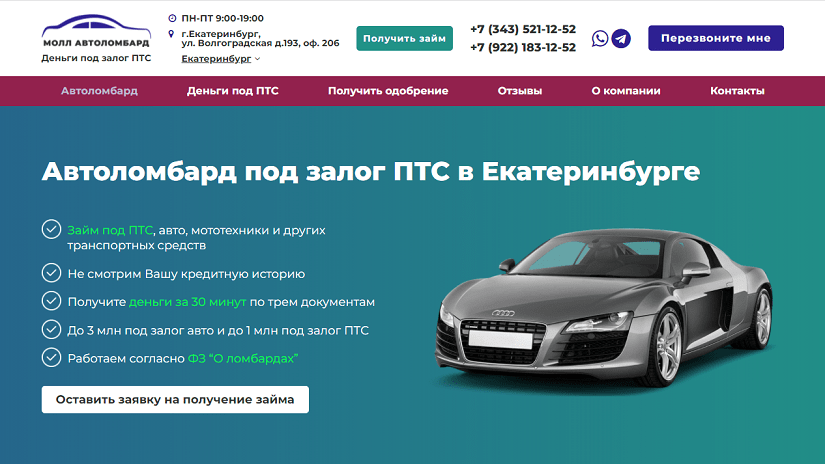 МОЛЛ АВТОЛОМБАРД
Деньги под залог ПТС
ПН-ПТ 9:00-19:00
г.Екатеринбург,
ул. Волгоградская д.193, оф. 206
Екатеринбург
Получить займ
+7 (343) 521-12-52
+7 (922) 183-12-52
Перезвоните мне
Автоломбард
Деньги под ПТС
Получить одобрение
Отзывы
О компании
Контакты
Автоломбард под залог ПТС в Екатеринбурге
Займ под ПТС, авто, мототехники и других
транспортных средств
Не смотрим Вашу кредитную историю
Получите деньги за 30 минут по трем документам
До 3 млн под залог авто и до 1 млн под залог ПТС
Работаем согласно ФЗ “О ломбардах”
Оставить заявку на получение займа